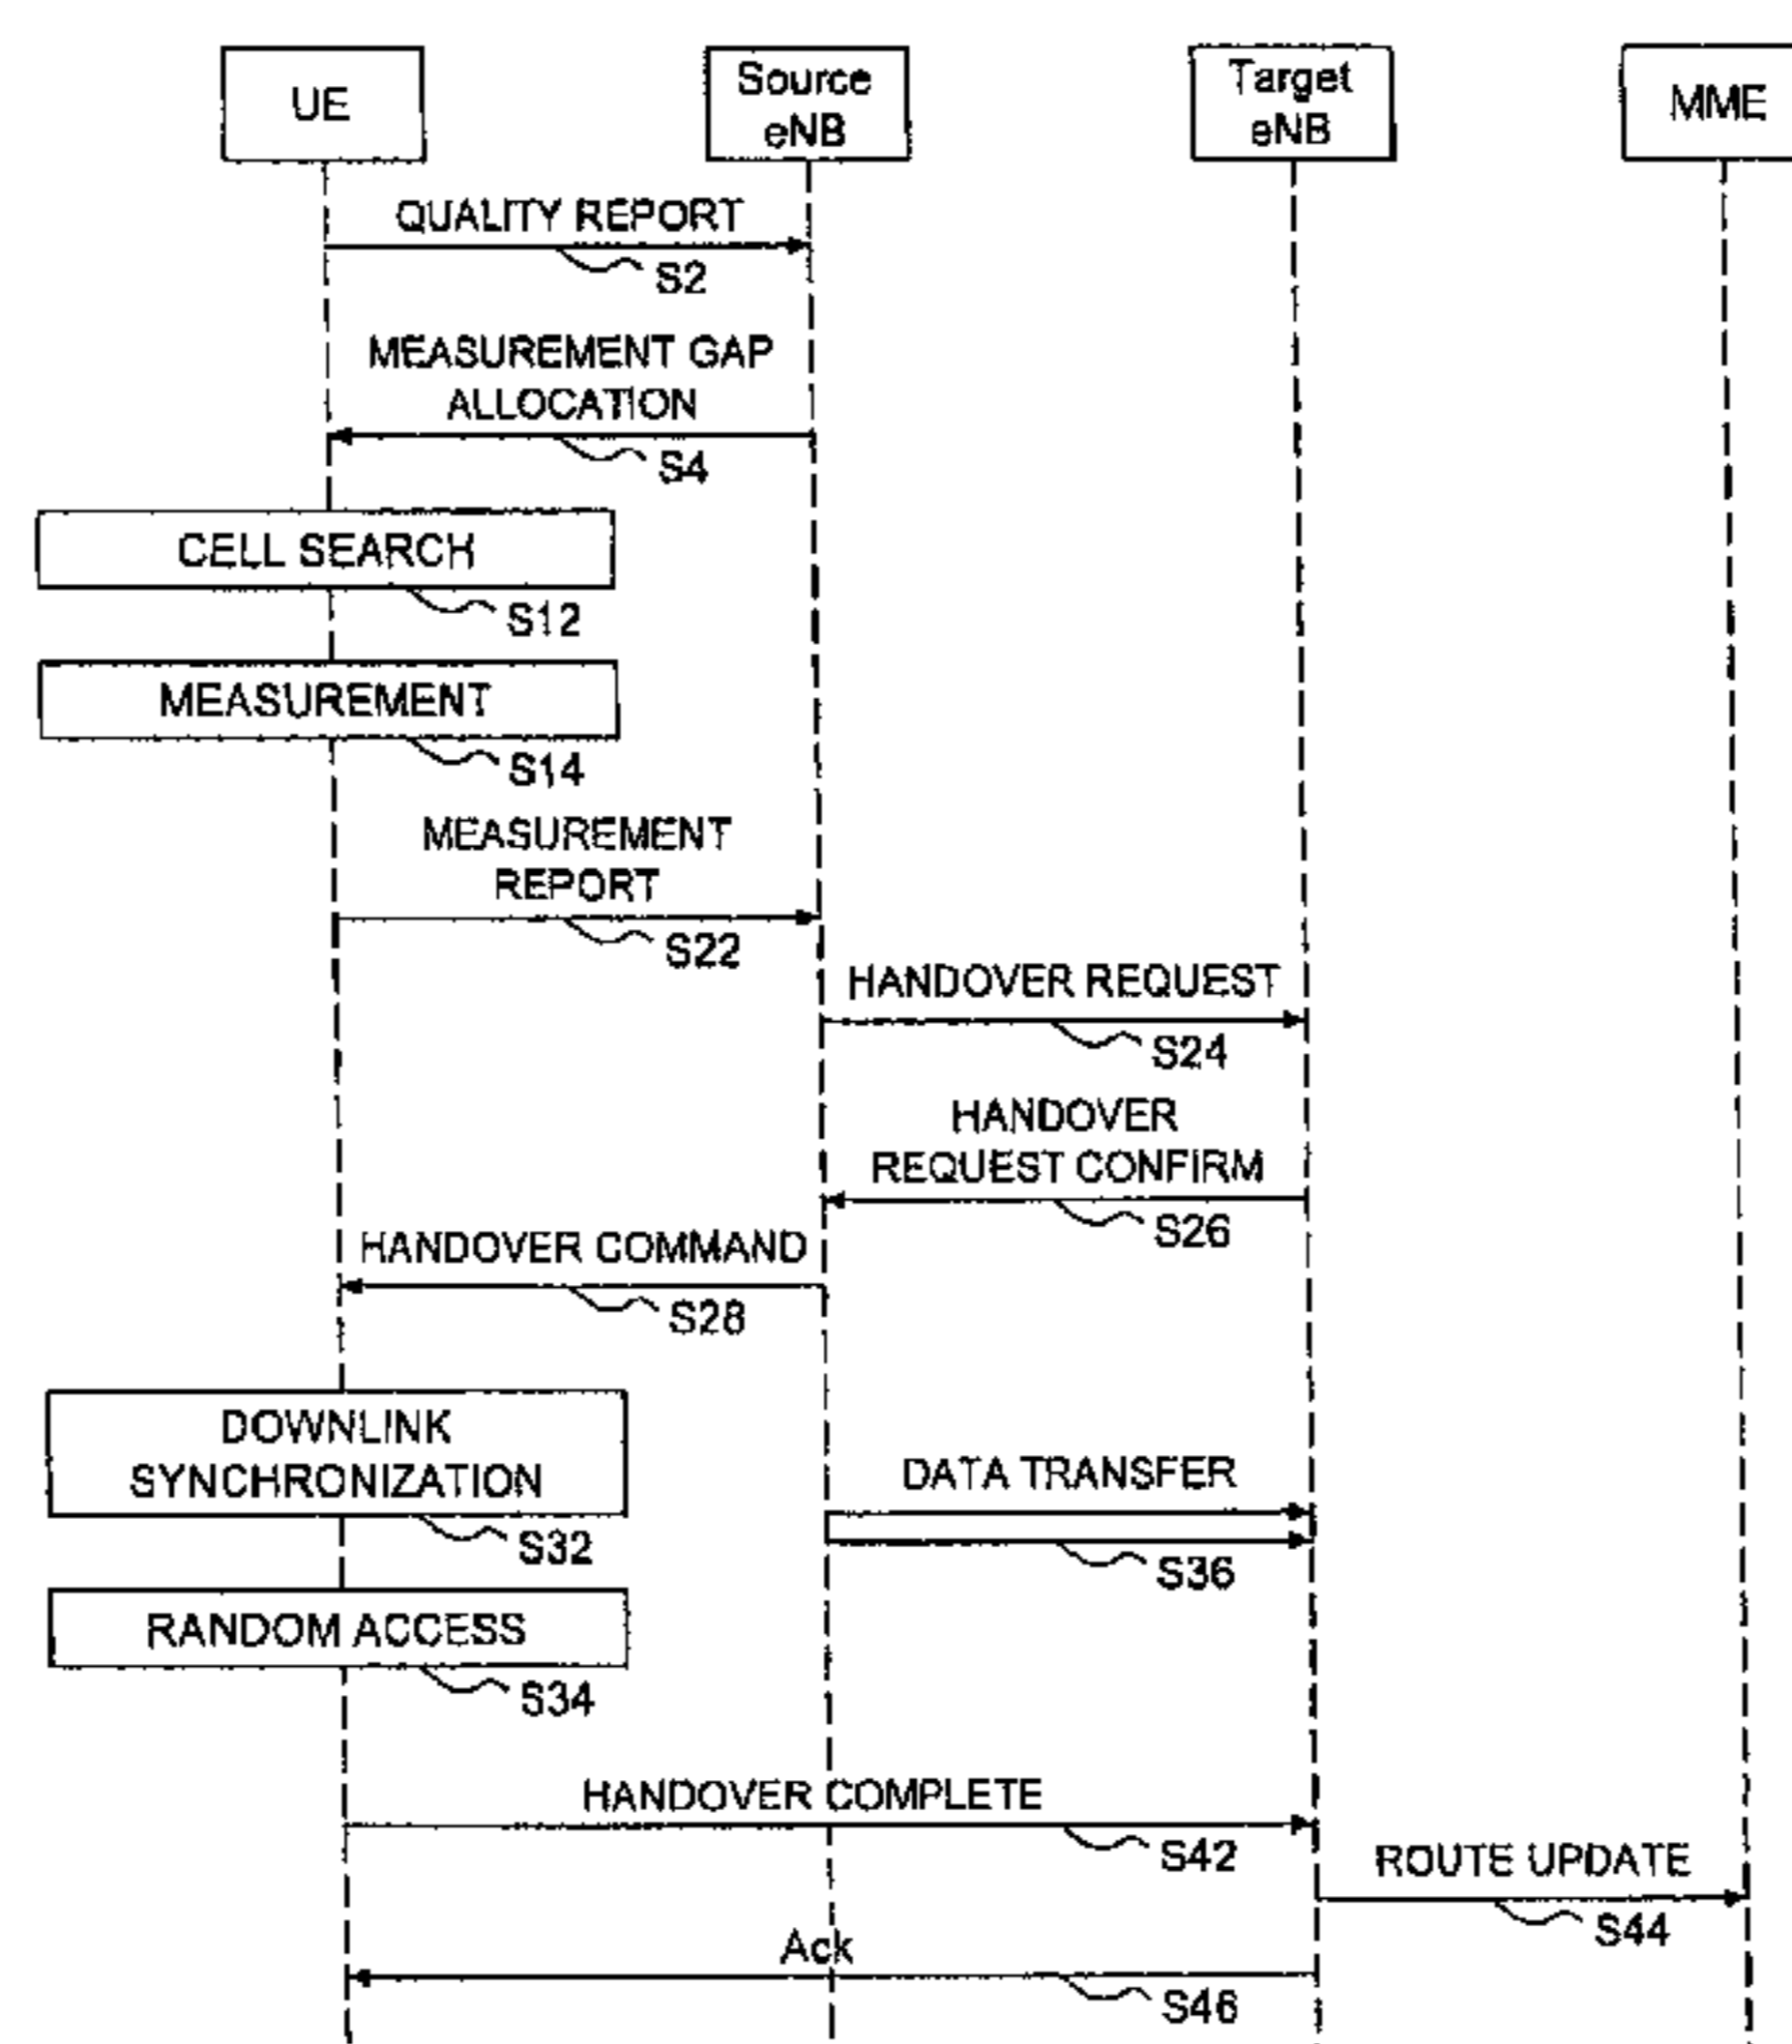 UE
Source
eNB
Target
eNB
MME
QUALITY REPORT
S2
MEASUREMENT GAP
ALLOCATION
S4
CELL SEARCH
S12
MEASUREMENT
S14
MEASUREMENT
REPORT
S22
HANDOVER REQUEST
S24
HANDOVER
REQUEST CONFIRM
S26
HANDOVER COMMAND
S28
DOWNLINK
SYNCHRONIZATION
S32
DATA TRANSFER
S36
RANDOM ACCESS
S34
HANDOVER COMPLETE
S42
ROUTE UPDATE
S44
Ack
S46